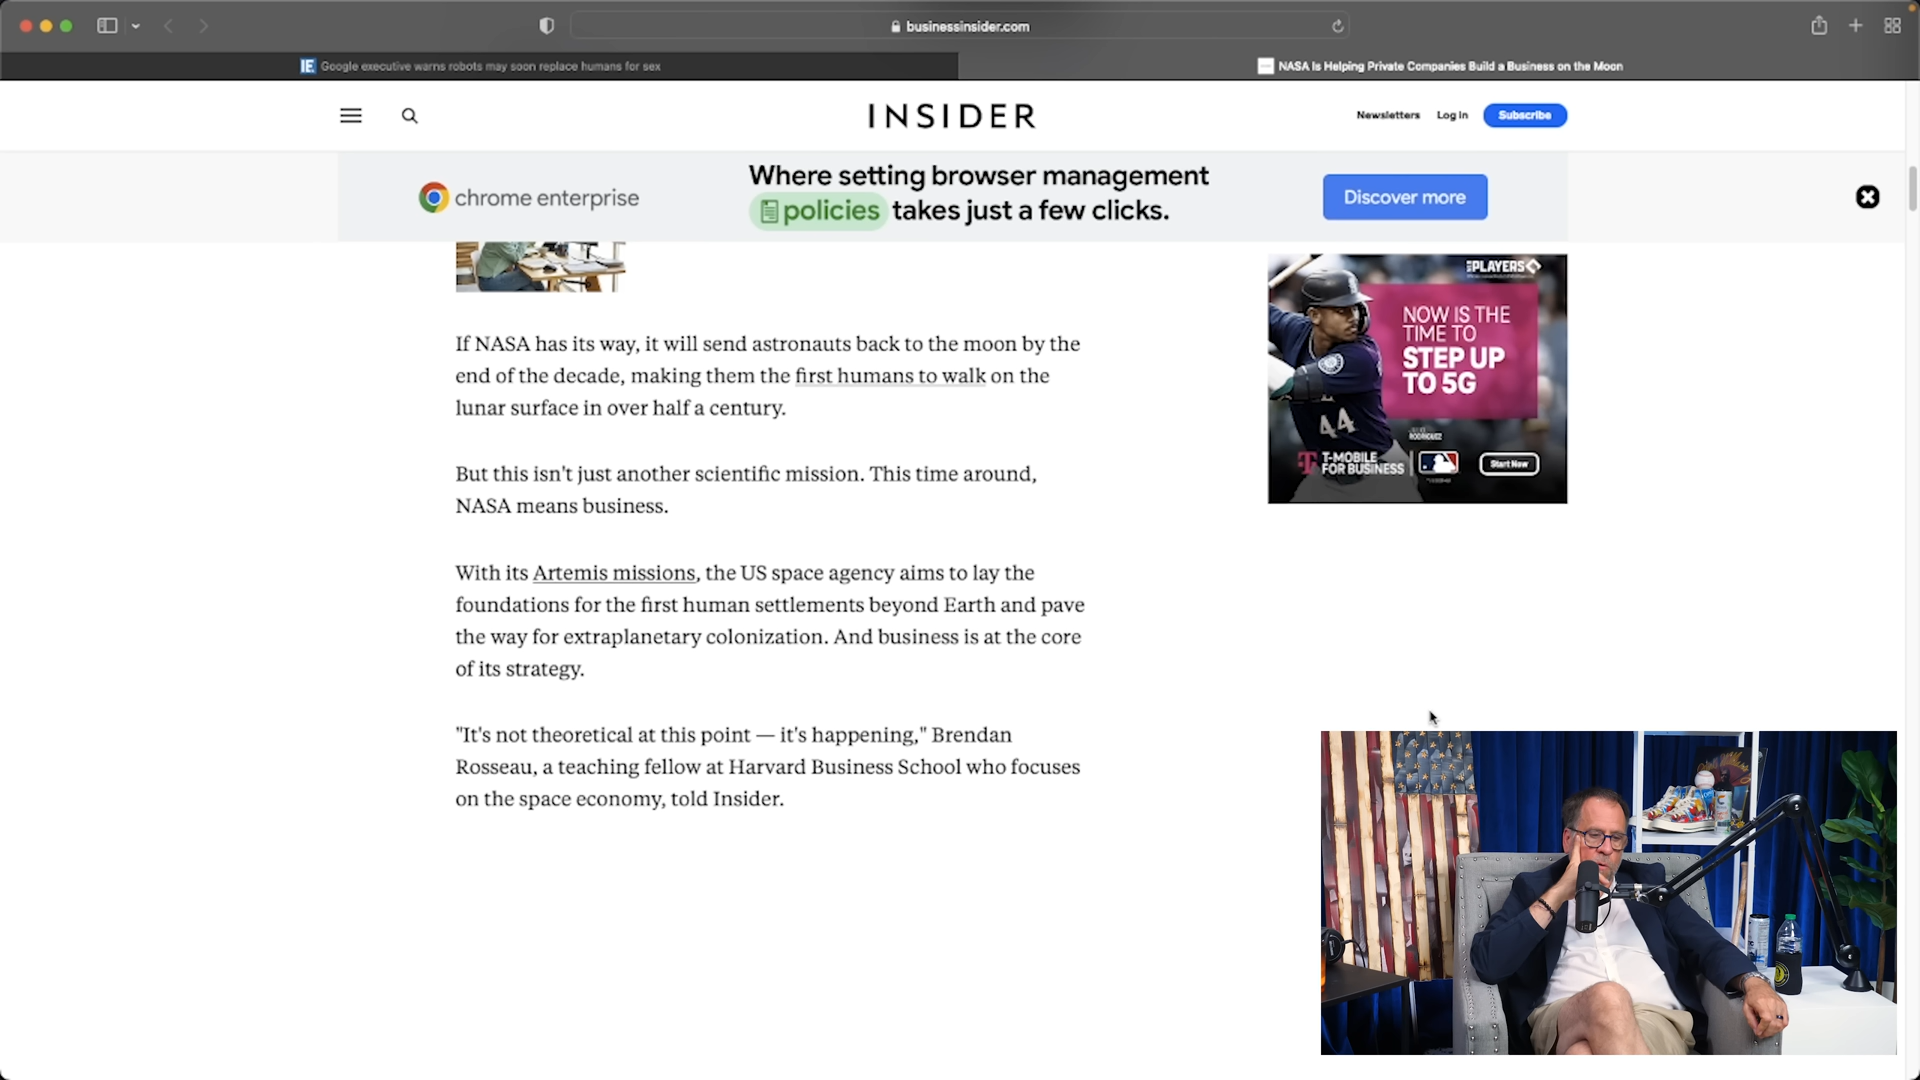 businessinsider.com
IE Google executive warns robots may soon replace humans for sex
NASA Is Helping Private Companies Build a Business on the Moon
INSIDER
Newsletters Log In Subscribe
chrome enterprise
Where setting browser management
policies takes just a few clicks.
Discover more
If NASA has its way, it will send astronauts back to the moon by the
end of the decade, making them the first humans to walk on the
lunar surface in over half a century.
But this isn't just another scientific mission. This time around,
NASA means business.
With its Artemis missions, the US space agency aims to lay the
foundations for the first human settlements beyond Earth and pave
the way for extraplanetary colonization. And business is at the core
of its strategy.
"It's not theoretical at this point — it's happening," Brendan
Rosseau, a teaching fellow at Harvard Business School who focuses
on the space economy, told Insider.
PLAYERS
NOW IS THE
TIME TO
STEP UP
TO 5G
44
RODRIGUEZ
T-MOBILE
FOR BUSINESS
Start Now